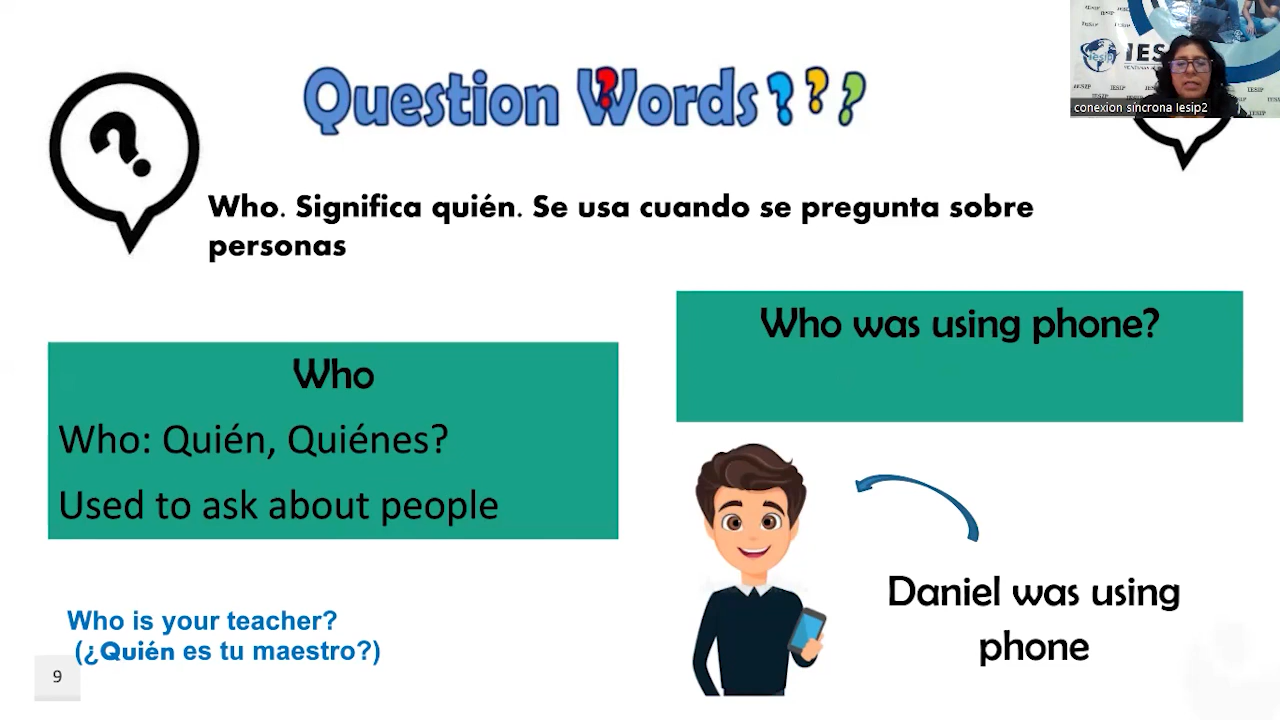 Question Words???
Who. Significa quién. Se usa cuando se pregunta sobre
personas
Who
Who: Quién, Quiénes?
Used to ask about people
Who was using phone?
Daniel was using
phone
Who is your teacher?
(¿Quién es tu maestro?)
9
IESIP
conexion sincrona Iesip2